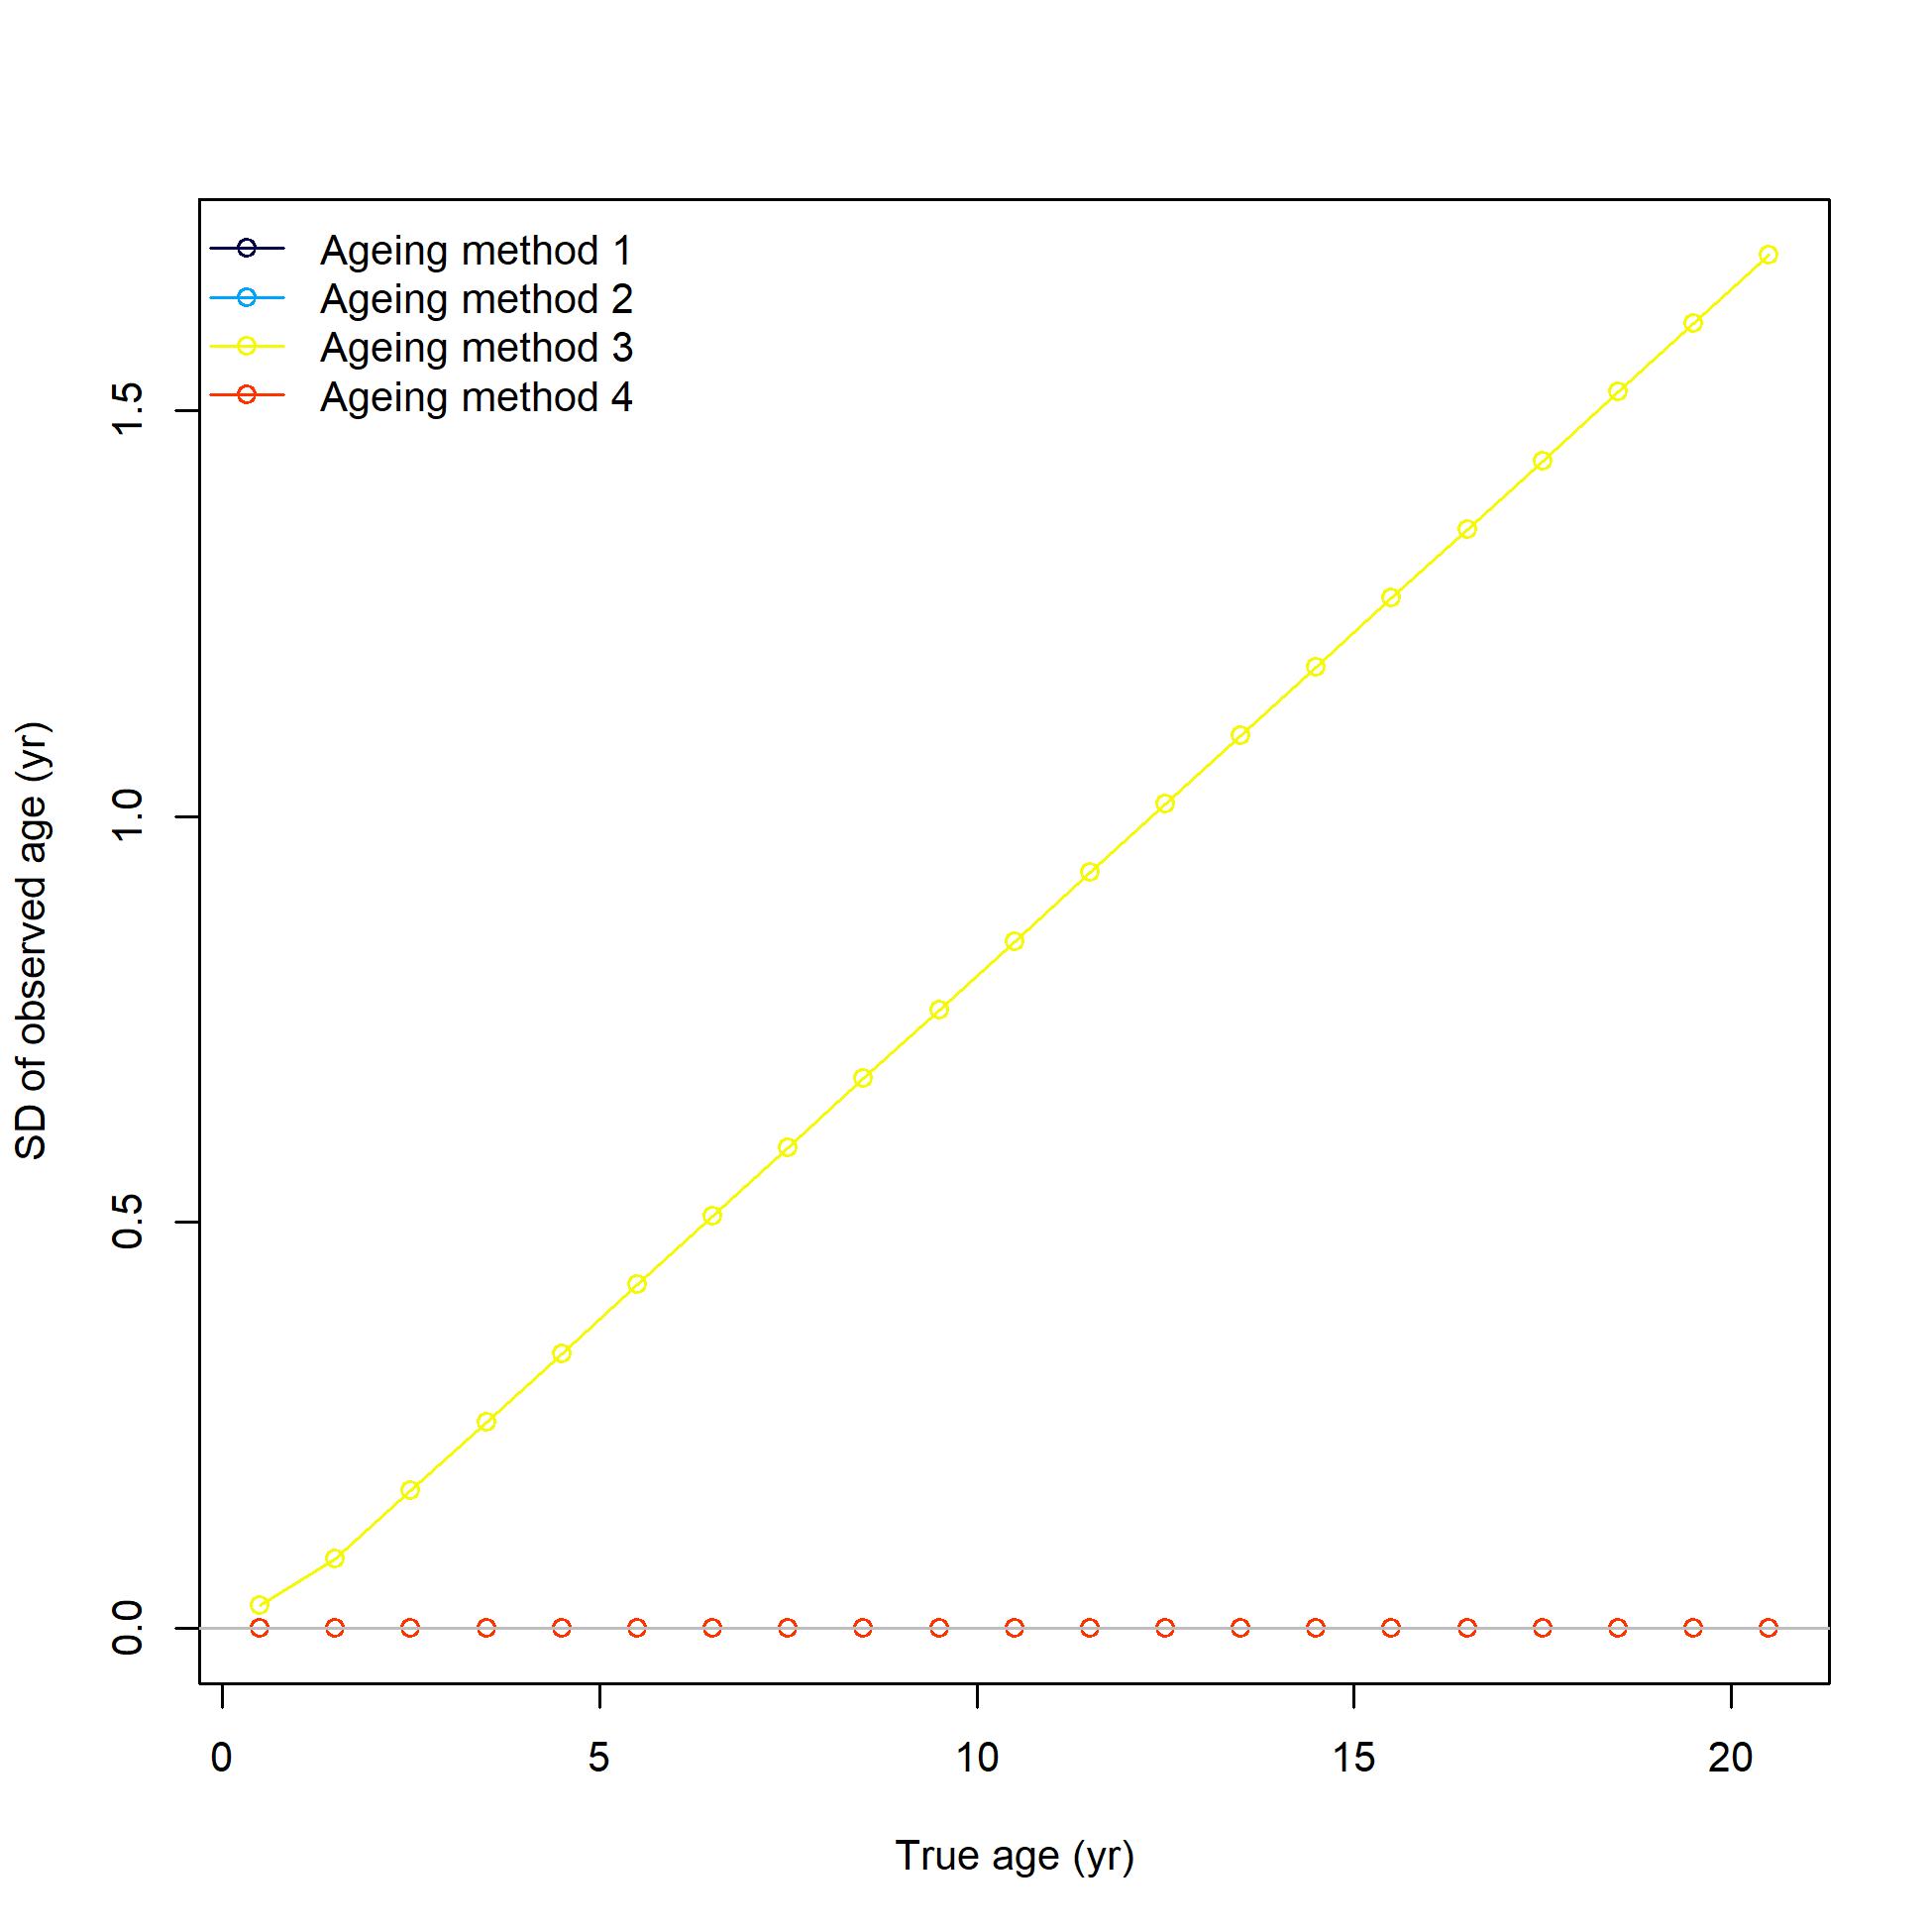 Ageing method 1
Ageing method 2
Ageing method 3
Ageing method 4
SD of observed age (yr)
1.5
1.0
0.5
0.0
0 5 10 15 20
True age (yr)